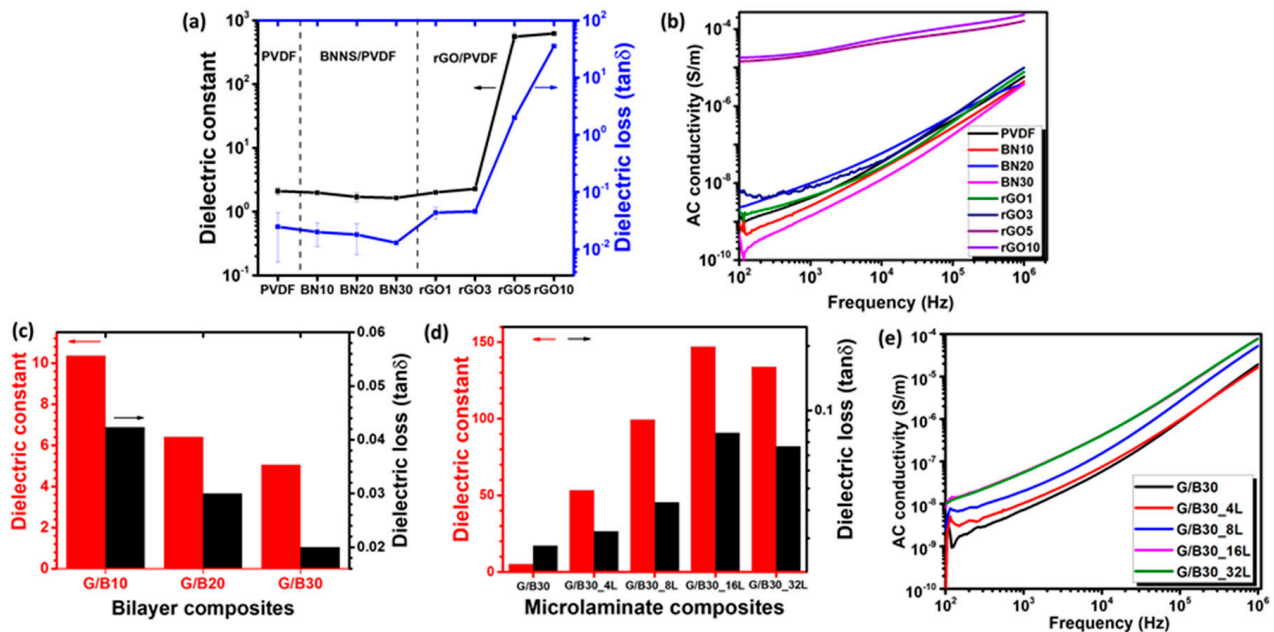 (a)
Dielectric constant
10³
10²
10¹
10⁰
10⁻¹
PVDF
BNNS/PVDF
rGO/PVDF
10²
10¹
10⁰
10⁻¹
10⁻²
Dielectric loss (tanδ)
PVDF BN10 BN20 BN30 rGO1 rGO3 rGO5 rGO10
(b)
AC conductivity (S/m)
10⁻⁴
10⁻⁶
10⁻⁸
10⁻¹⁰
PVDF
BN10
BN20
BN30
rGO1
rGO3
rGO5
rGO10
10² 10³ 10⁴ 10⁵ 10⁶
Frequency (Hz)
(c)
Dielectric constant
10
8
6
4
2
0
0.06
0.05
0.04
0.03
0.02
Dielectric loss (tanδ)
G/B10 G/B20 G/B30
Bilayer composites
(d)
Dielectric constant
150
100
50
0
0.1
Dielectric loss (tanδ)
G/B30 G/B30_4L G/B30_8L G/B30_16L G/B30_32L
Microlaminate composites
(e)
AC conductivity (S/m)
10⁻⁴
10⁻⁵
10⁻⁶
10⁻⁷
10⁻⁸
10⁻⁹
10⁻¹⁰
G/B30
G/B30_4L
G/B30_8L
G/B30_16L
G/B30_32L
10² 10³ 10⁴ 10⁵ 10⁶
Frequency (Hz)